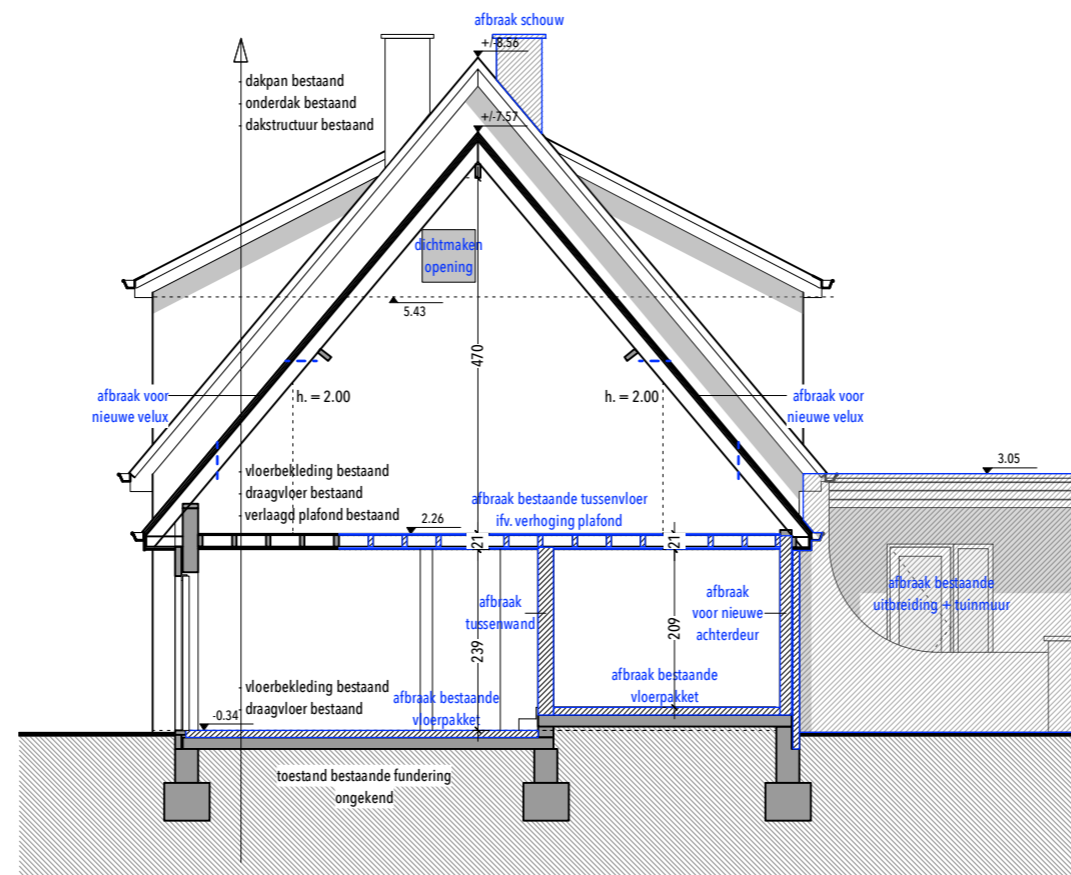 afbraak schouw
+/-8.56
dakpan bestaand
onderdak bestaand
dakstructuur bestaand
+/-7.57
dichtmaken
opening
5.43
470
afbraak voor
nieuwe velux
h. = 2.00
h. = 2.00
afbraak voor
nieuwe velux
3.05
vloerbekleding bestaand
draagvloer bestaand
verlaagd plafond bestaand
2.26
afbraak bestaande tussenvloer
ifv. verhoging plafond
21
21
afbraak
tussenwand
239
209
afbraak
voor nieuwe
achterdeur
afbraak bestaande
uitbreiding + tuinmuur
vloerbekleding bestaand
draagvloer bestaand
-0.34
afbraak bestaande
vloerpakket
afbraak bestaande
vloerpakket
toestand bestaande fundering
ongekend